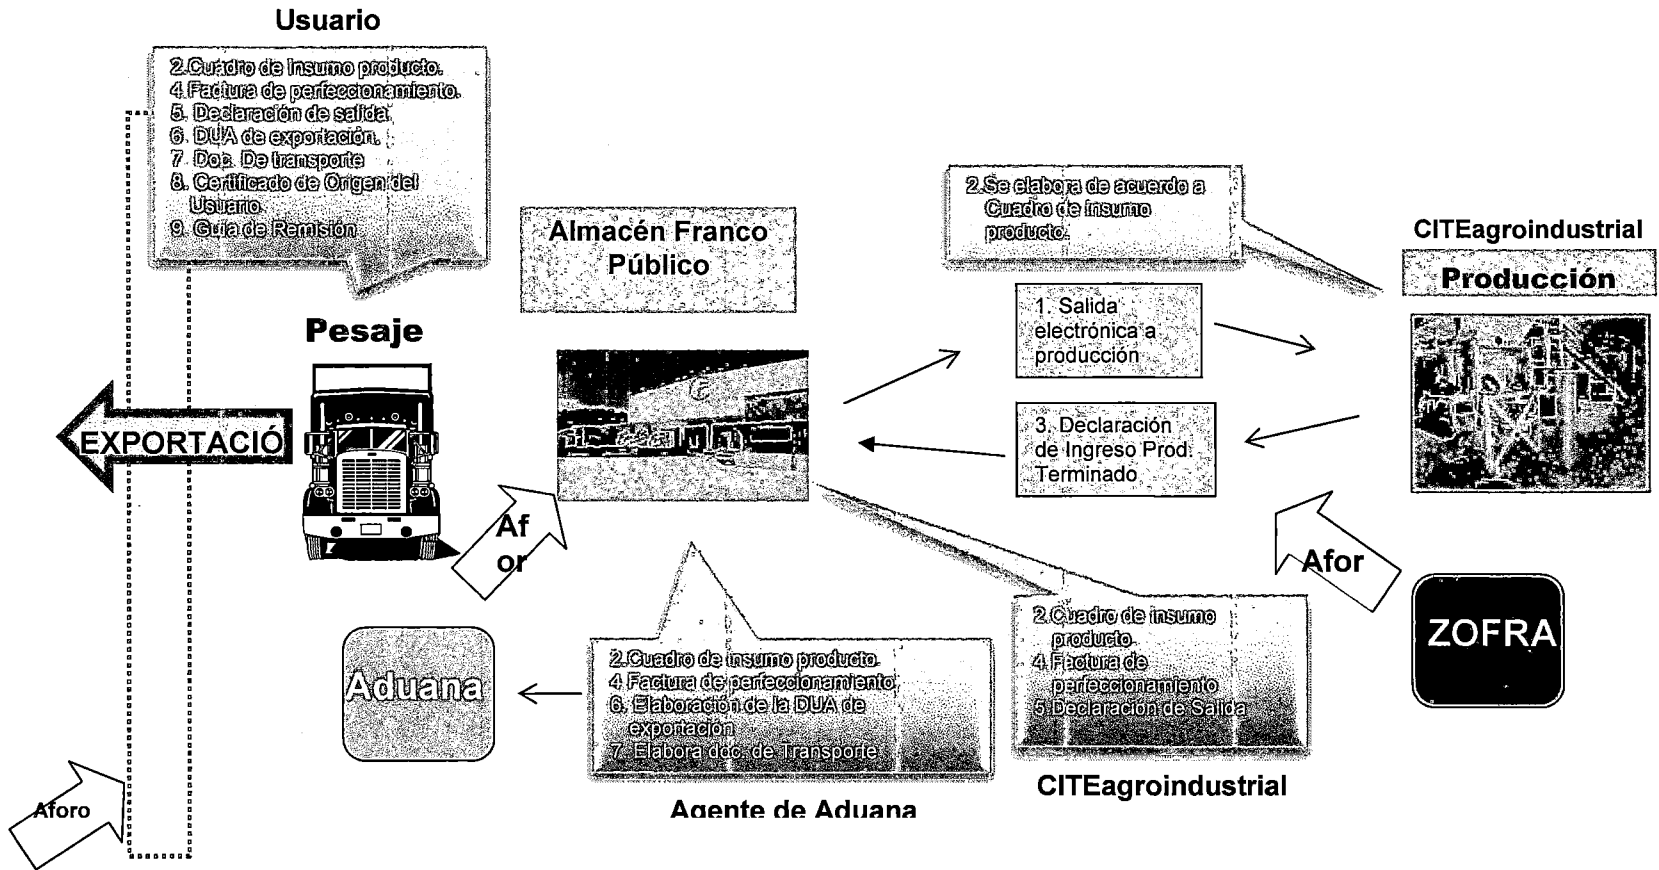 Usuario
2.Cuadro de insumo producto.
4.Factura de perfeccionamiento.
5. Declaración de salida
6. DUA de exportación.
7. Doc. De transporte
8. Certificado de Origen del
Usuario.
9. Guía de Remisión
Almacén Franco
Público
2.Se elabora de acuerdo a
Cuadro de insumo
producto.
CITEagroindustrial
Producción
1. Salida
electrónica a
producción
Pesaje
EXPORTACIÓ
3. Declaración
de Ingreso Prod.
Terminado
Af
or
Afor
ZOFRA
Aduana
2.Cuadro de insumo producto.
4.Factura de perfeccionamiento
6. Elaboración de la DUA de
exportación
7. Elabora doc. de Transporte
Agente de Aduana
2.Cuadro de insumo
producto.
4.Factura de
perfeccionamiento
5.Declaración de Salida
CITEagroindustrial
Aforo